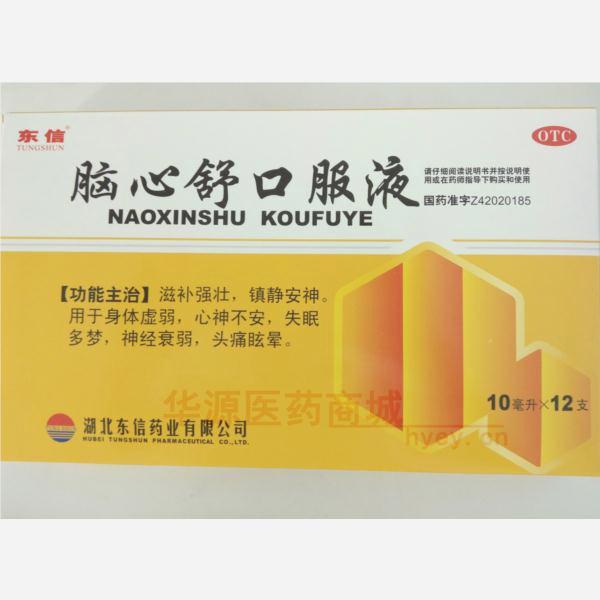 东信
TUNGSHUN
OTC
脑心舒口服液
NAOXINSHU KOUFUYE
请仔细阅读说明书并按说明使
用或在药师指导下购买和使用
国药准字Z42020185
【功能主治】滋补强壮，镇静安神。
用于身体虚弱，心神不安，失眠
多梦，神经衰弱，头痛眩晕。
华源医药商城
hyey.cn
10毫升×12支
湖北东信药业有限公司
HUBEI TUNGSHUN PHARMACEUTICAL CO.,LTD.